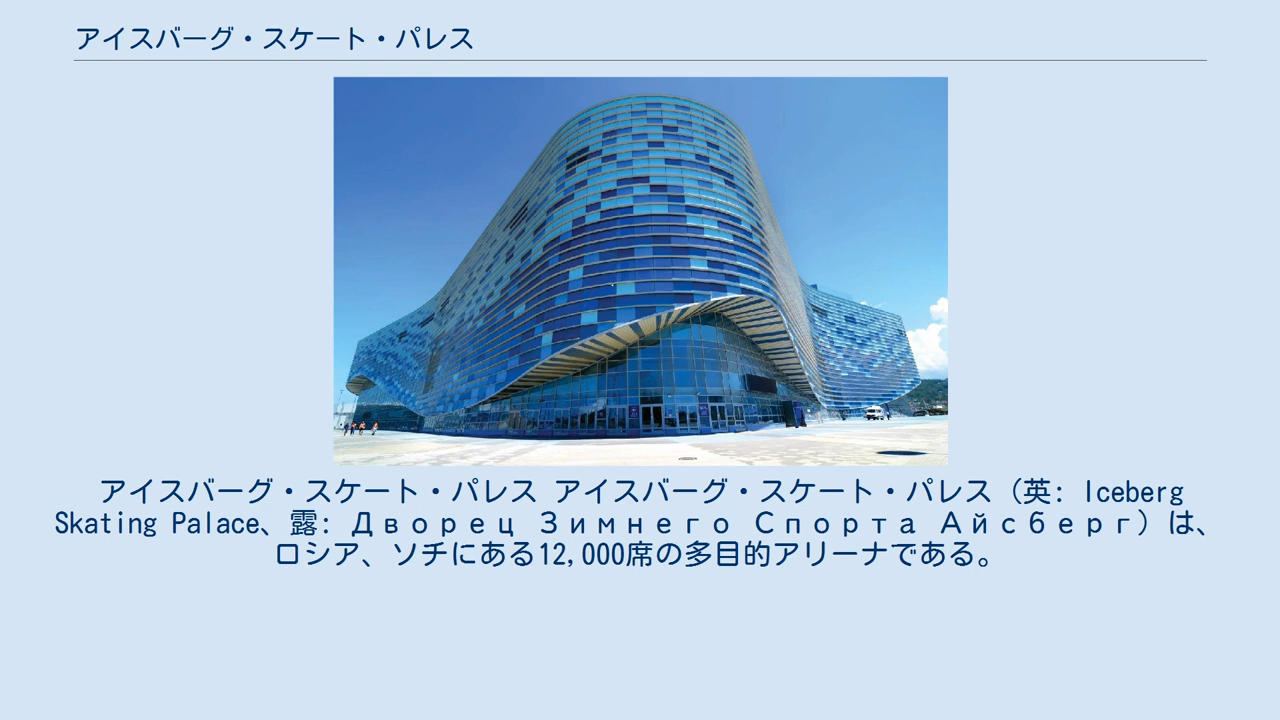 アイスバーグ・スケート・パレス
アイスバーグ・スケート・パレス アイスバーグ・スケート・パレス（英: Iceberg
Skating Palace、露: Дворец Зимнего Спорта Айсберг）は、
ロシア、ソチにある12,000席の多目的アリーナである。